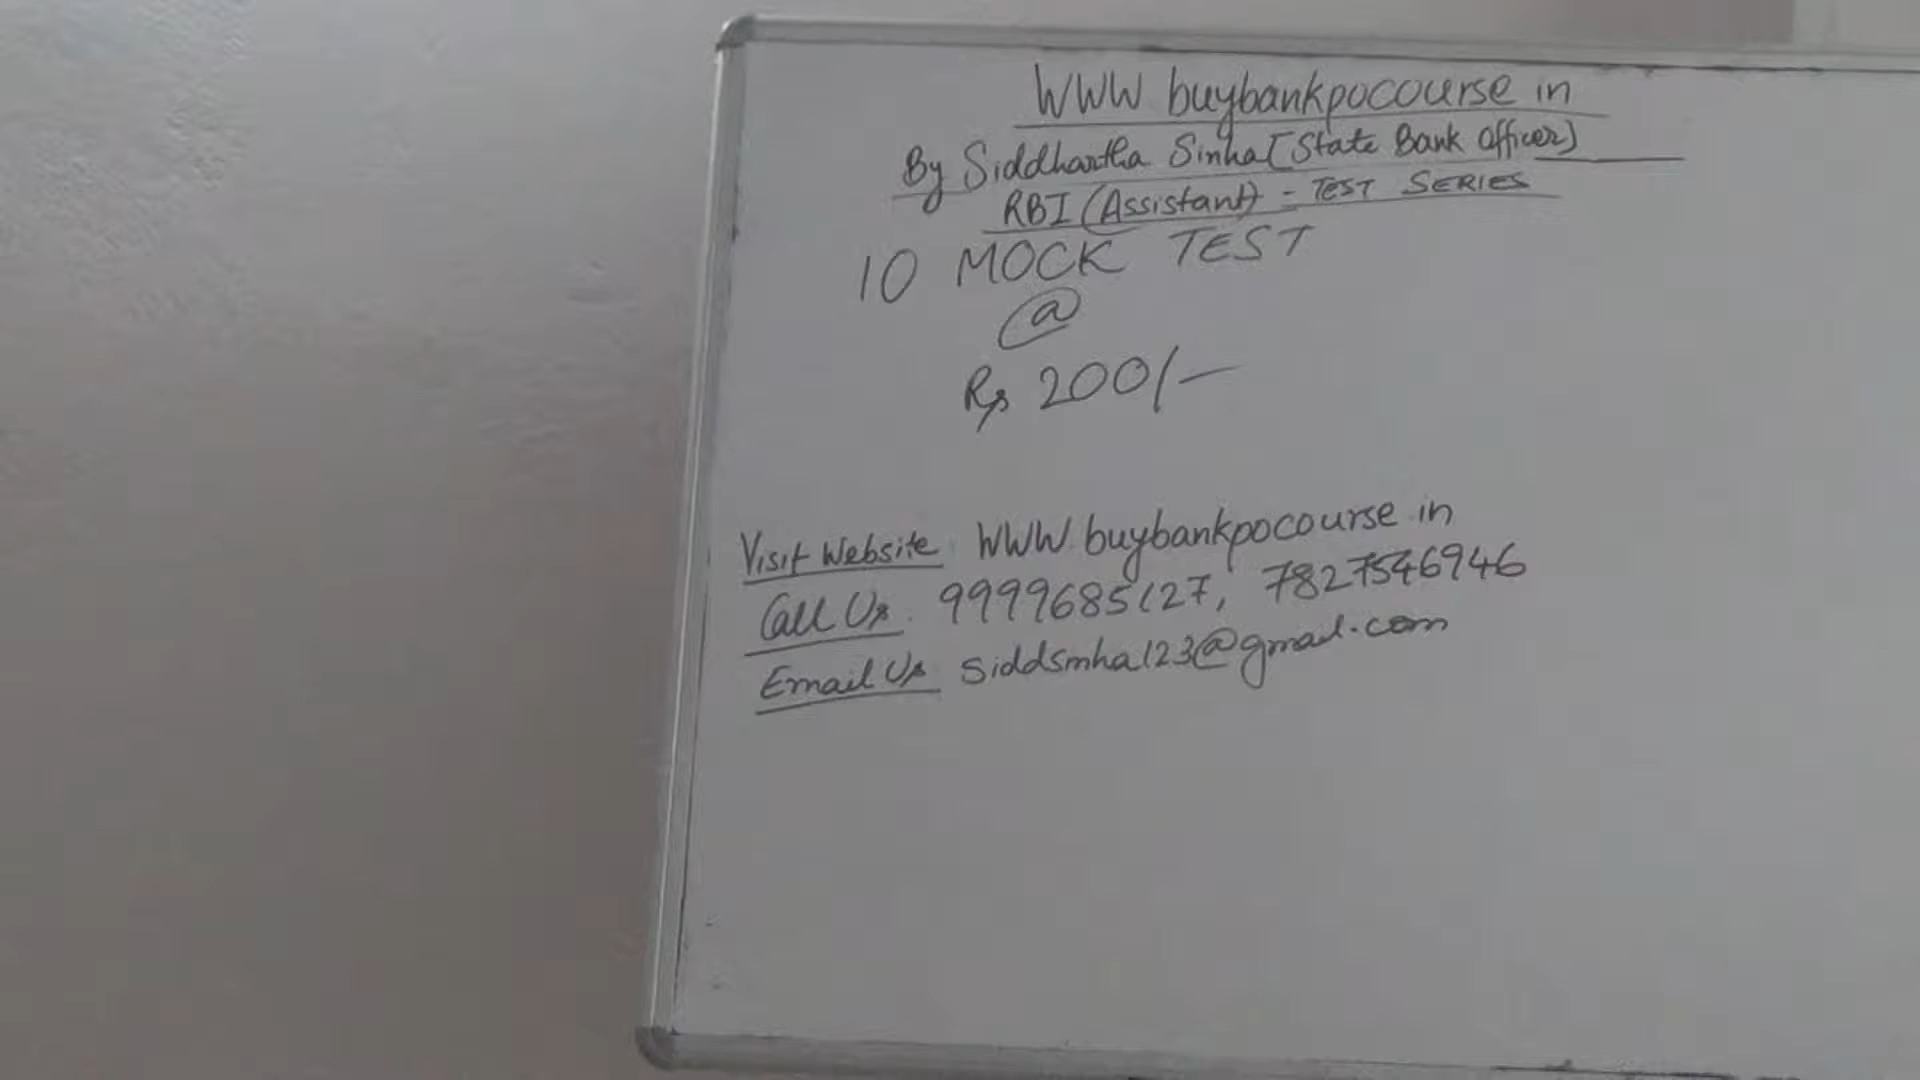 WWW buybankpocourse in
By Siddhartha Sinha [State Bank Officer]
RBI (Assistant) - TEST SERIES
10 MOCK TEST
@
Rs 200/-
Visit Website WWW.buybankpocourse.in
Call Us. 9999685127, 7827546946
Email Us siddsinha123@gmail.com